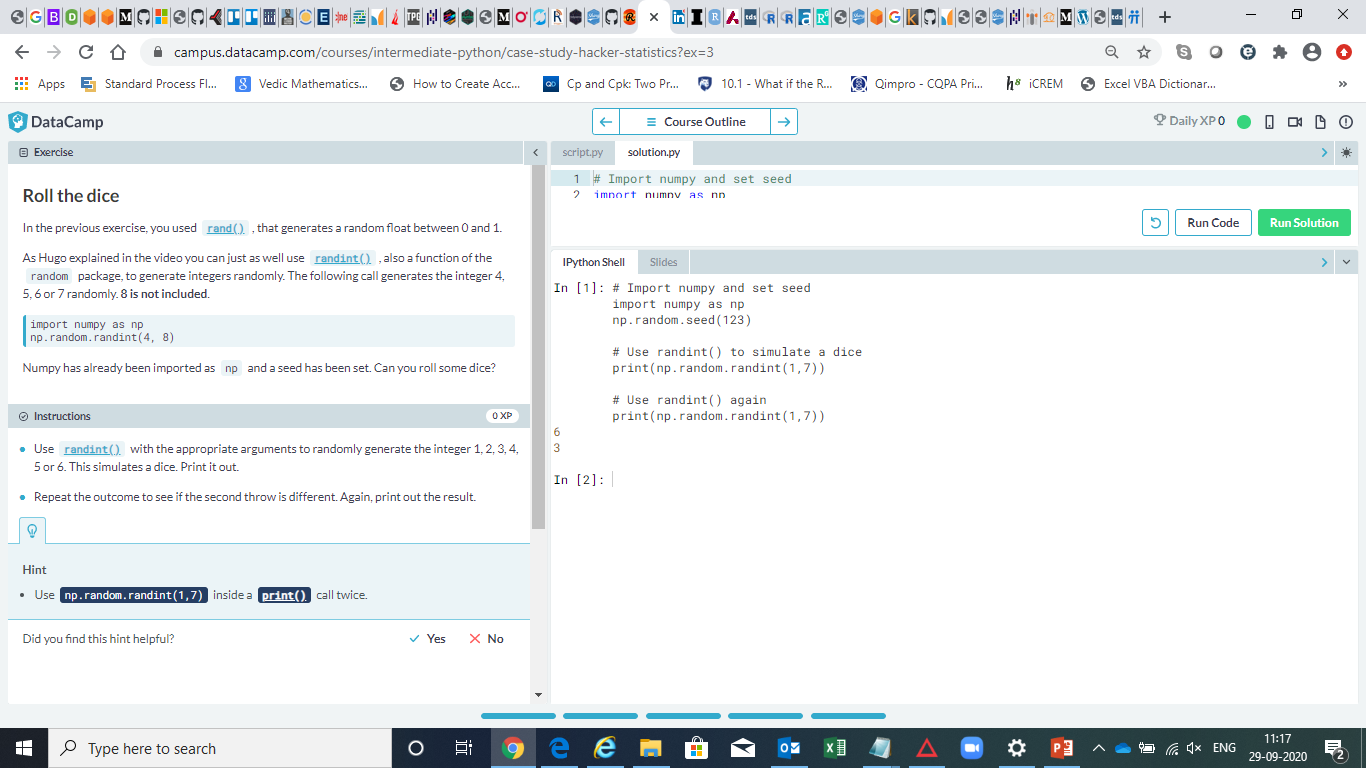 campus.datacamp.com/courses/intermediate-python/case-study-hacker-statistics?ex=3
Apps
Standard Process Fl...
Vedic Mathematics...
How to Create Acc...
Cp and Cpk: Two Pr...
10.1 - What if the R...
Qimpro - CQPA Pri...
iCREM
Excel VBA Dictionar...
DataCamp
Course Outline
Daily XP 0
Exercise
script.py
solution.py
Roll the dice
In the previous exercise, you used rand() , that generates a random float between 0 and 1.
As Hugo explained in the video you can just as well use randint() , also a function of the
random package, to generate integers randomly. The following call generates the integer 4,
5, 6 or 7 randomly. 8 is not included.
import numpy as np
np.random.randint(4, 8)
Numpy has already been imported as np and a seed has been set. Can you roll some dice?
Instructions
0 XP
Use randint() with the appropriate arguments to randomly generate the integer 1, 2, 3, 4,
5 or 6. This simulates a dice. Print it out.
Repeat the outcome to see if the second throw is different. Again, print out the result.
Hint
Use np.random.randint(1,7) inside a print() call twice.
Did you find this hint helpful?
Yes
No
1 # Import numpy and set seed
2 import numpy as np
Run Code
Run Solution
IPython Shell
Slides
In [1]: # Import numpy and set seed
import numpy as np
np.random.seed(123)
# Use randint() to simulate a dice
print(np.random.randint(1,7))
# Use randint() again
print(np.random.randint(1,7))
6
3
In [2]:
Type here to search
ENG
11:17
29-09-2020
2